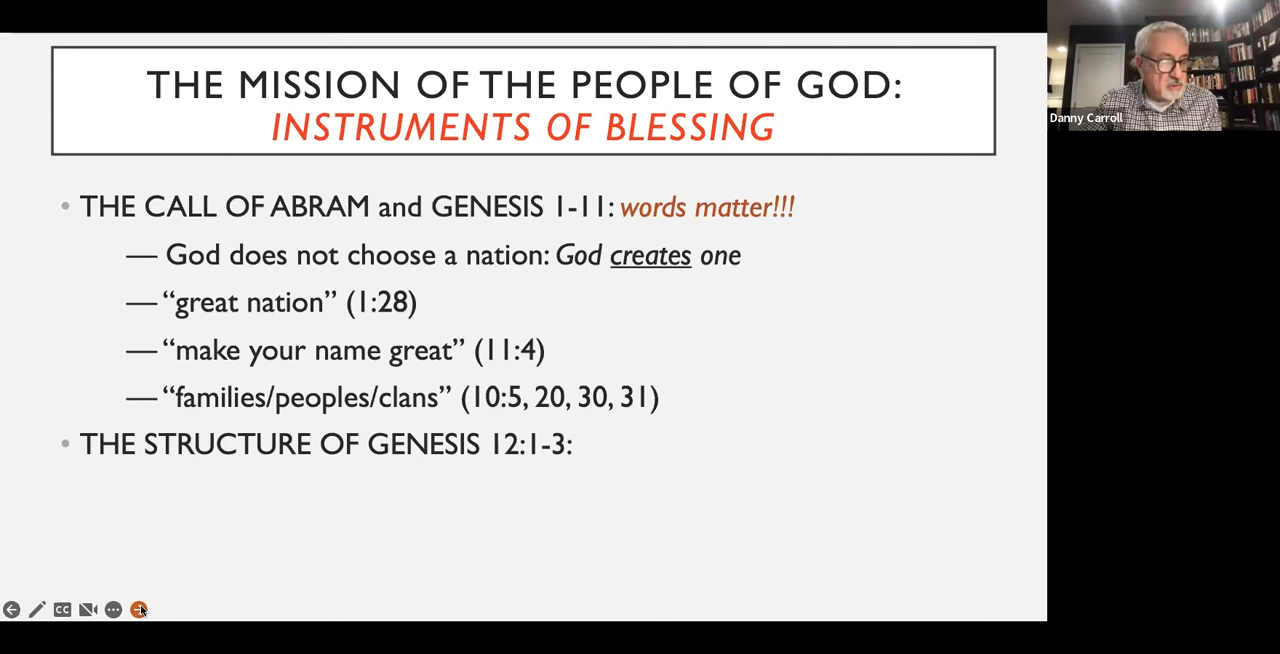 THE MISSION OF THE PEOPLE OF GOD:
INSTRUMENTS OF BLESSING
• THE CALL OF ABRAM and GENESIS 1-11: words matter!!!
— God does not choose a nation: God creates one
— “great nation” (1:28)
— “make your name great” (11:4)
— “families/peoples/clans” (10:5, 20, 30, 31)
• THE STRUCTURE OF GENESIS 12:1-3:
CC
Danny Carroll